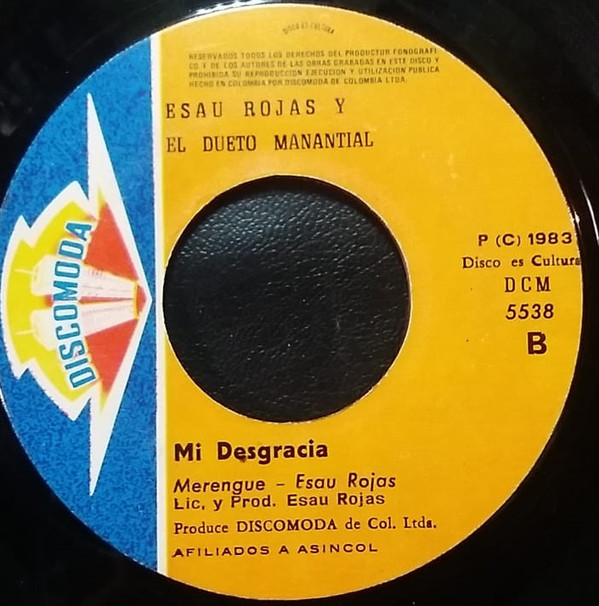 DISCO ES CULTURA
RESERVADOS TODOS LOS DERECHOS DEL PRODUCTOR FONOGRAFI-
CO Y DE LOS AUTORES DE LAS OBRAS GRABADAS EN ESTE DISCO Y
PROHIBIDA SU REPRODUCCION EJECUCION Y UTILIZACION PUBLICA
HECHO EN COLOMBIA POR DISCOMODA DE COLOMBIA LTDA.
ESAU ROJAS Y
EL DUETO MANANTIAL
DISCOMODA
P (C) 1983
Disco es Cultura
DCM
5538
B
Mi Desgracia
Merengue - Esau Rojas
Lic. y Prod. Esau Rojas
Produce DISCOMODA de Col. Ltda.
AFILIADOS A ASINCOL